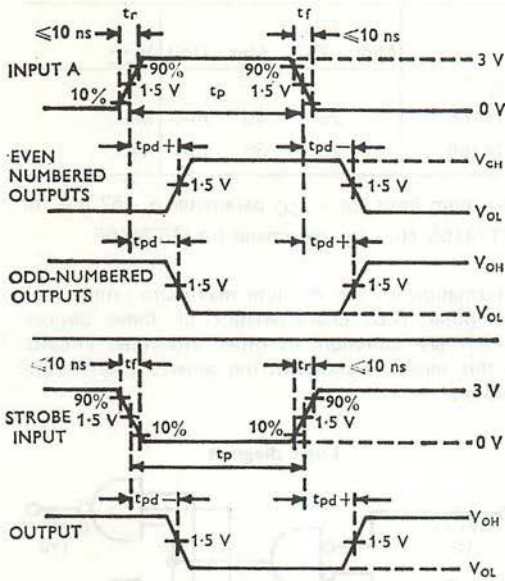 tr tf
≤10 ns ≤10 ns
INPUT A 90% 90% 3 V
10% 1·5 V tp 1·5 V 0 V
tpd+ tpd−
EVEN NUMBERED OUTPUTS 1·5 V 1·5 V VOH
VOL
tpd− tpd+
ODD-NUMBERED OUTPUTS 1·5 V 1·5 V VOH
VOL
≤10 ns tf tr ≤10 ns
STROBE INPUT 90% 90% 3 V
1·5 V 10% 10% 1·5 V 0 V
tp
tpd− tpd+
OUTPUT 1·5 V 1·5 V VOH
VOL